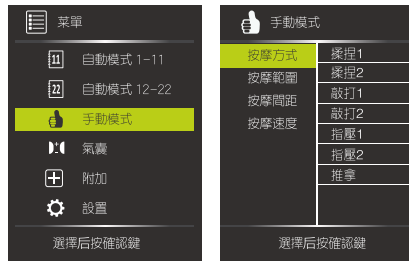 菜單
11 自動模式 1-11
22 自動模式 12-22
手動模式
氣囊
附加
設置
選擇后按確認鍵
手動模式
按摩方式
按摩範圍
按摩間距
按摩速度
揉捏1
揉捏2
敲打1
敲打2
指壓1
指壓2
推拿
選擇后按確認鍵